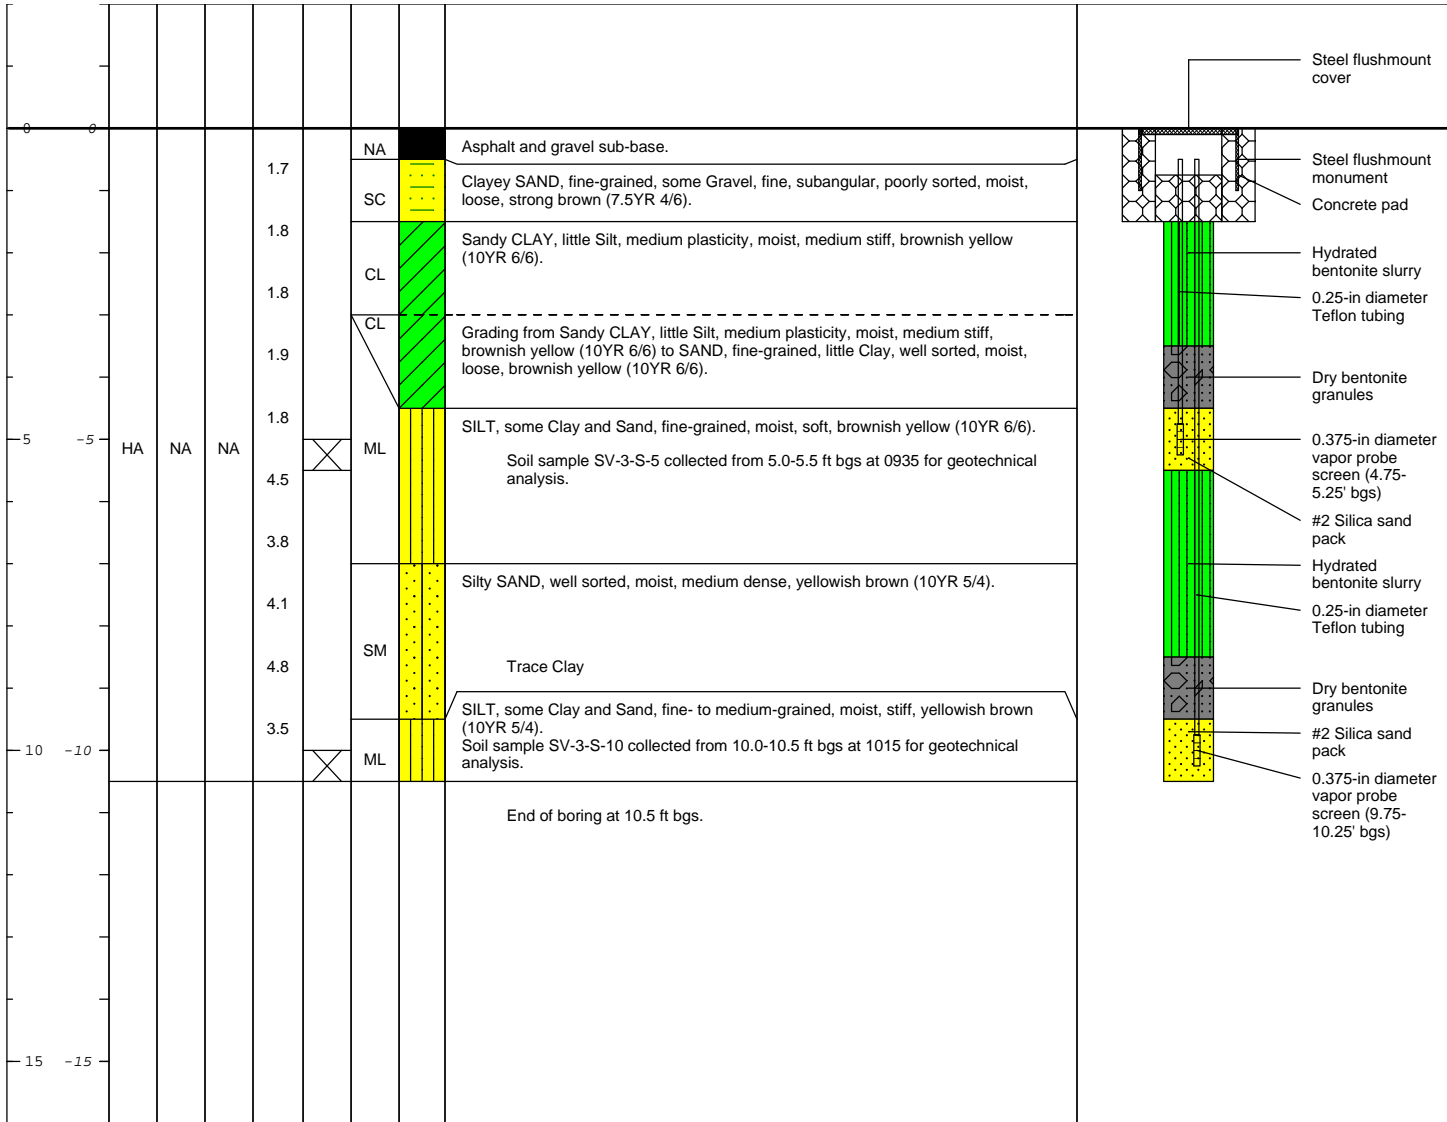 Steel flushmount
cover
0 0
NA
Asphalt and gravel sub-base.
1.7
Steel flushmount
monument
SC
Clayey SAND, fine-grained, some Gravel, fine, subangular, poorly sorted, moist,
loose, strong brown (7.5YR 4/6).
Concrete pad
1.8
Sandy CLAY, little Silt, medium plasticity, moist, medium stiff, brownish yellow
(10YR 6/6).
Hydrated
bentonite slurry
CL
1.8
0.25-in diameter
Teflon tubing
CL
Grading from Sandy CLAY, little Silt, medium plasticity, moist, medium stiff,
brownish yellow (10YR 6/6) to SAND, fine-grained, little Clay, well sorted, moist,
loose, brownish yellow (10YR 6/6).
1.9
Dry bentonite
granules
1.8
SILT, some Clay and Sand, fine-grained, moist, soft, brownish yellow (10YR 6/6).
5 -5
HA NA NA
ML
Soil sample SV-3-S-5 collected from 5.0-5.5 ft bgs at 0935 for geotechnical
analysis.
0.375-in diameter
vapor probe
screen (4.75-
5.25' bgs)
4.5
#2 Silica sand
pack
3.8
Hydrated
bentonite slurry
Silty SAND, well sorted, moist, medium dense, yellowish brown (10YR 5/4).
4.1
0.25-in diameter
Teflon tubing
SM
4.8
Trace Clay
Dry bentonite
granules
SILT, some Clay and Sand, fine- to medium-grained, moist, stiff, yellowish brown
(10YR 5/4).
3.5
#2 Silica sand
pack
Soil sample SV-3-S-10 collected from 10.0-10.5 ft bgs at 1015 for geotechnical
analysis.
10 -10
ML
0.375-in diameter
vapor probe
screen (9.75-
10.25' bgs)
End of boring at 10.5 ft bgs.
15 -15